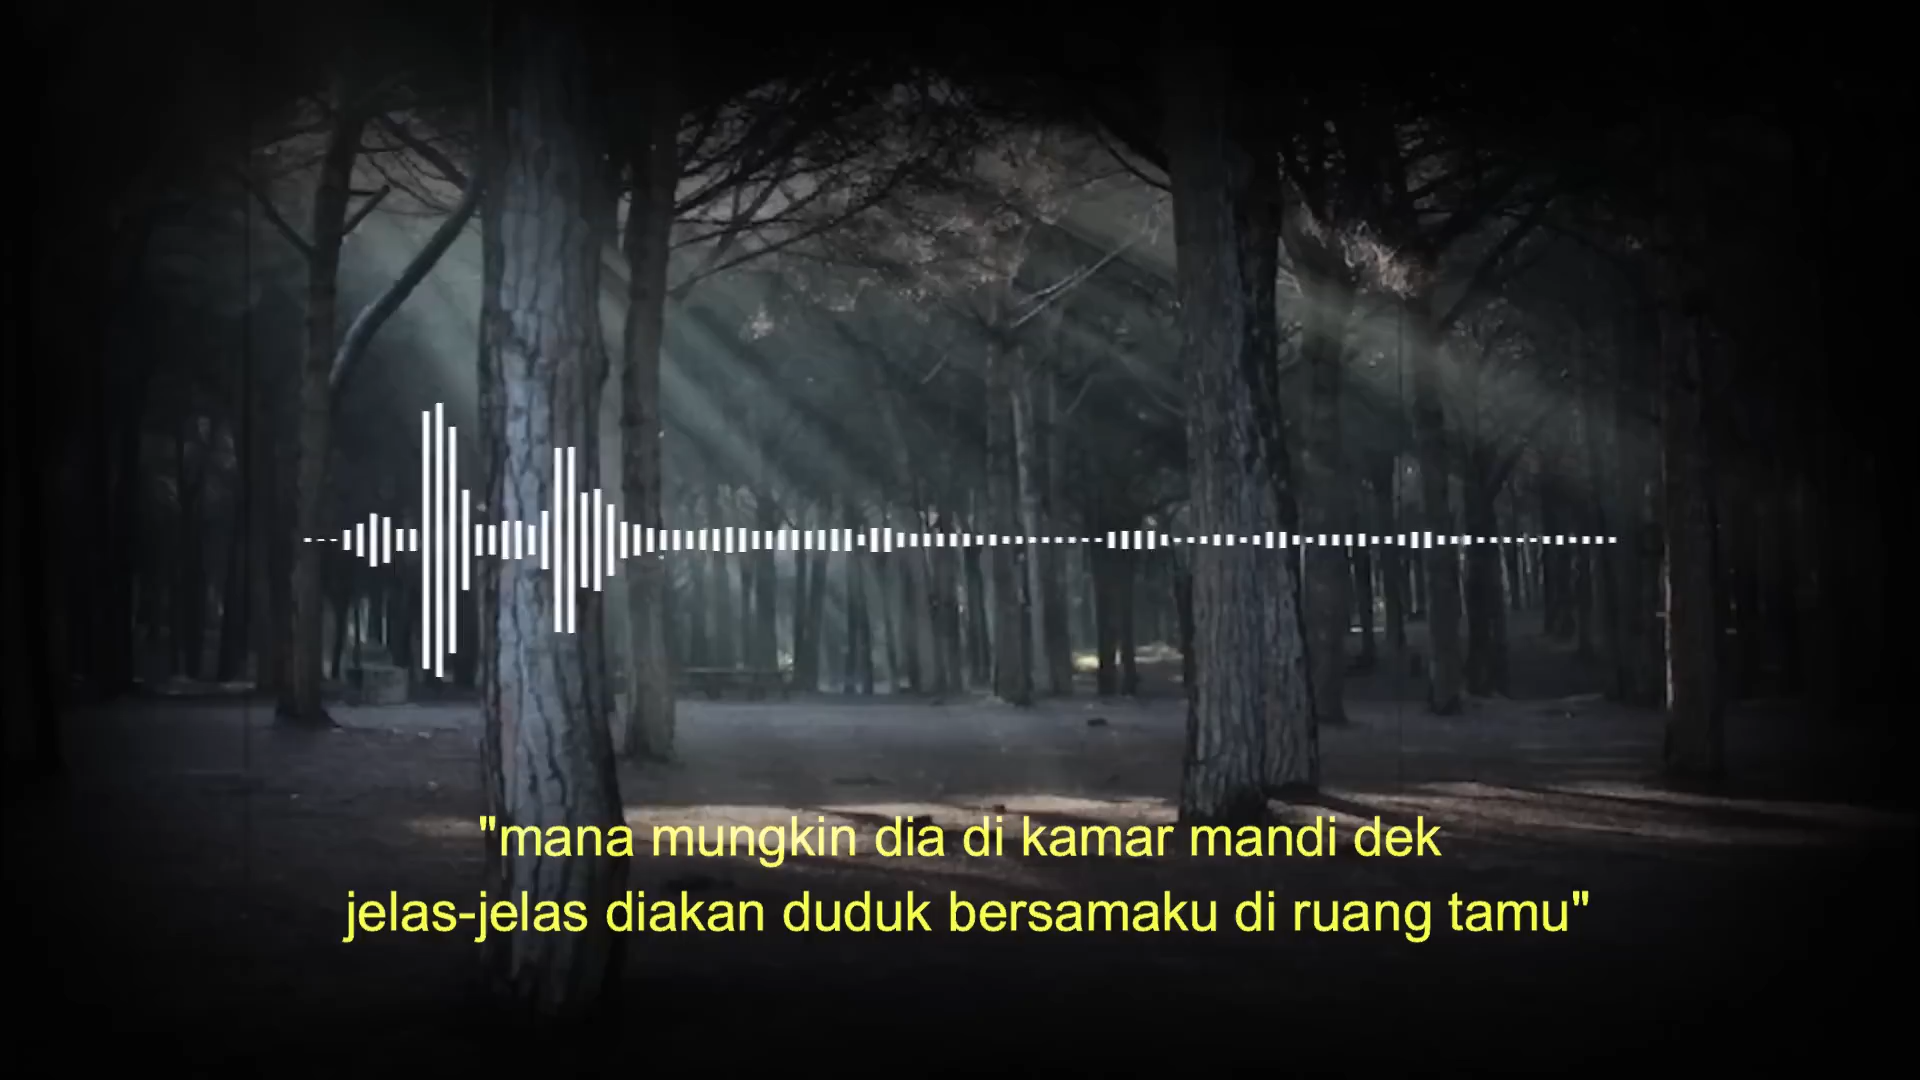 "mana mungkin dia di kamar mandi dek
jelas-jelas diakan duduk bersamaku di ruang tamu"